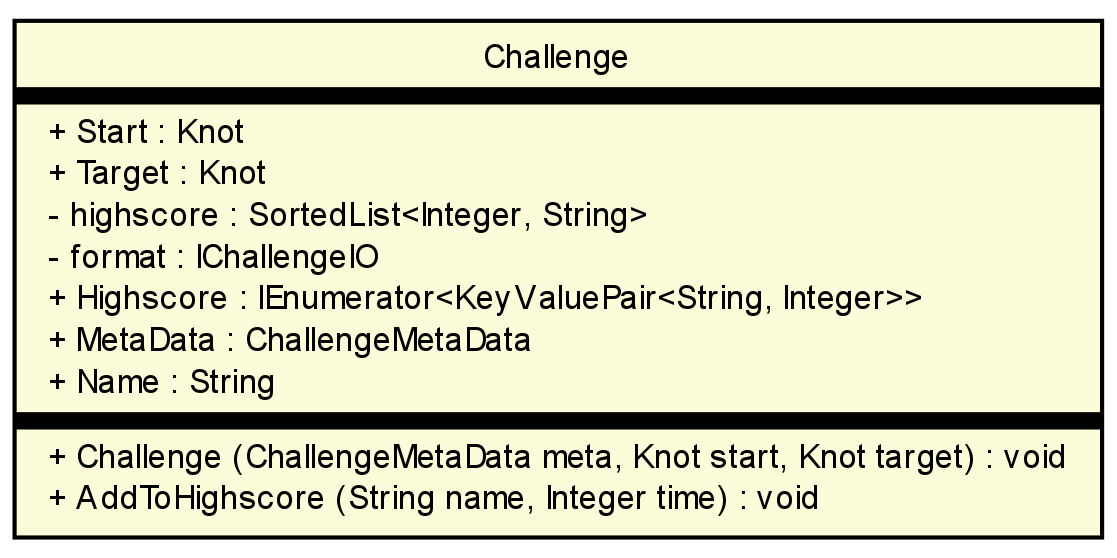 Challenge
+ Start : Knot
+ Target : Knot
- highscore : SortedList<Integer, String>
- format : IChallengeIO
+ Highscore : IEnumerator<KeyValuePair<String, Integer>>
+ MetaData : ChallengeMetaData
+ Name : String
+ Challenge (ChallengeMetaData meta, Knot start, Knot target) : void
+ AddToHighscore (String name, Integer time) : void